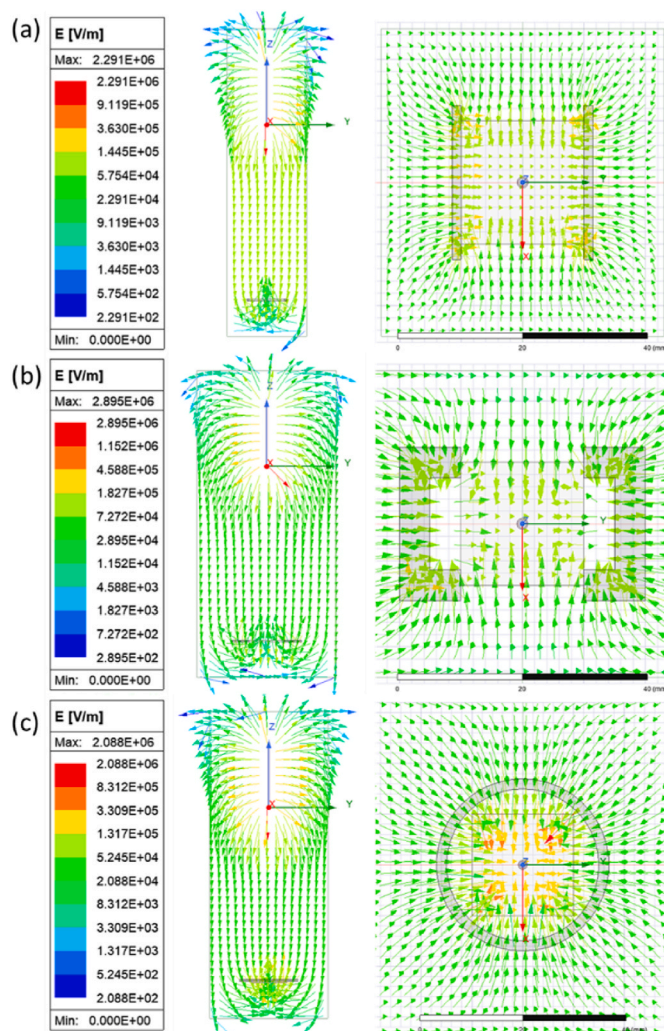 (a)
E [V/m]
Max: 2.291E+06
2.291E+06
9.119E+05
3.630E+05
1.445E+05
5.754E+04
2.291E+04
9.119E+03
3.630E+03
1.445E+03
5.754E+02
2.291E+02
Min: 0.000E+00
Z
X
Y
Z
Y
X
0 20 40 (mm)
(b)
E [V/m]
Max: 2.895E+06
2.895E+06
1.152E+06
4.588E+05
1.827E+05
7.272E+04
2.895E+04
1.152E+04
4.588E+03
1.827E+03
7.272E+02
2.895E+02
Min: 0.000E+00
Z
X
Y
Z
Y
X
0 20 40 (mm)
(c)
E [V/m]
Max: 2.088E+06
2.088E+06
8.312E+05
3.309E+05
1.317E+05
5.245E+04
2.088E+04
8.312E+03
3.309E+03
1.317E+03
5.245E+02
2.088E+02
Min: 0.000E+00
Z
X
Y
Z
X